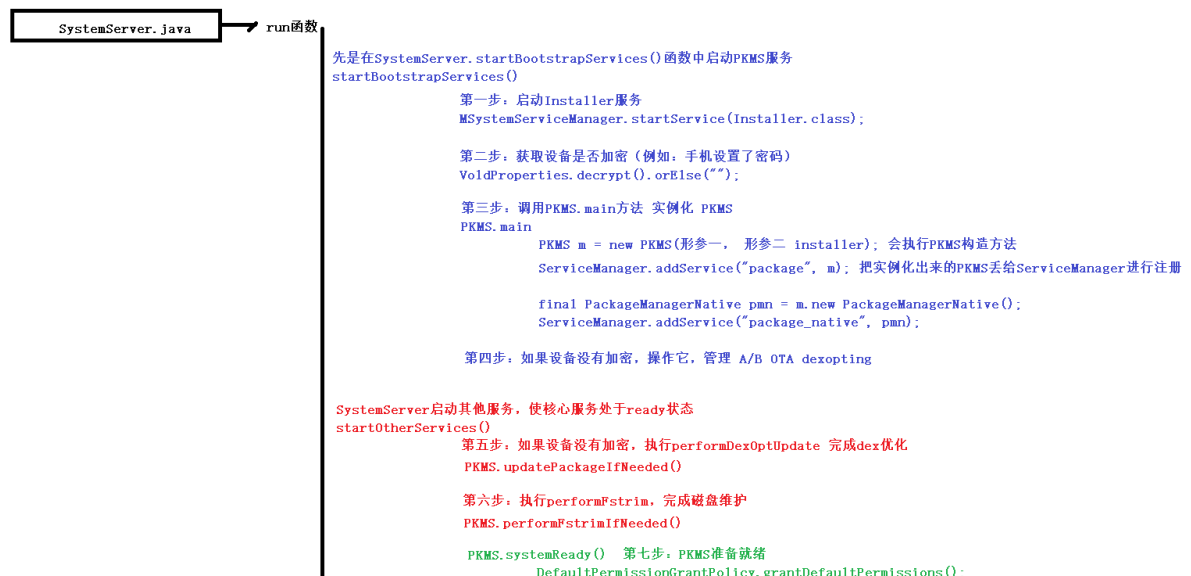 SystemServer.java
run函数
先是在SystemServer.startBootstrapServices()函数中启动PKMS服务
startBootstrapServices()
第一步：启动Installer服务
MSystemServiceManager.startService(Installer.class);
第二步：获取设备是否加密（例如：手机设置了密码）
VoldProperties.decrypt().orElse("");
第三步：调用PKMS.main方法 实例化 PKMS
PKMS.main
PKMS m = new PKMS(形参一， 形参二 installer); 会执行PKMS构造方法
ServiceManager.addService("package", m); 把实例化出来的PKMS丢给ServiceManager进行注册
final PackageManagerNative pmn = m.new PackageManagerNative();
ServiceManager.addService("package_native", pmn);
第四步：如果设备没有加密，操作它，管理 A/B OTA dexopting
SystemServer启动其他服务，使核心服务处于ready状态
startOtherServices()
第五步：如果设备没有加密，执行performDexOptUpdate 完成dex优化
PKMS.updatePackageIfNeeded()
第六步：执行performFstrim，完成磁盘维护
PKMS.performFstrimIfNeeded()
PKMS.systemReady() 第七步：PKMS准备就绪
DefaultPermissionGrantPolicy.grantDefaultPermissions();